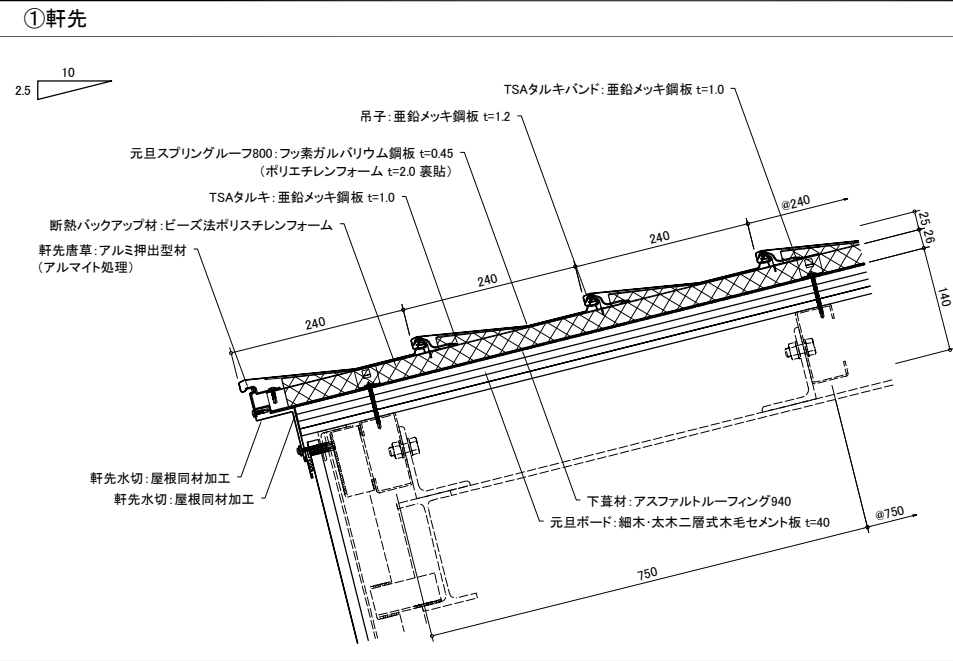 ①軒先
10
2.5
TSAタルキバンド:亜鉛メッキ鋼板 t=1.0
吊子:亜鉛メッキ鋼板 t=1.2
元旦スプリングルーフ800:フッ素ガルバリウム鋼板 t=0.45
(ポリエチレンフォーム t=2.0 裏貼)
TSAタルキ:亜鉛メッキ鋼板 t=1.0
断熱バックアップ材:ビーズ法ポリスチレンフォーム
軒先唐草:アルミ押出型材
(アルマイト処理)
@240
240
240
240
25
26
140
軒先水切:屋根同材加工
軒先水切:屋根同材加工
下葺材:アスファルトルーフィング940
元旦ボード:細木・太木二層式木毛セメント板 t=40
@750
750